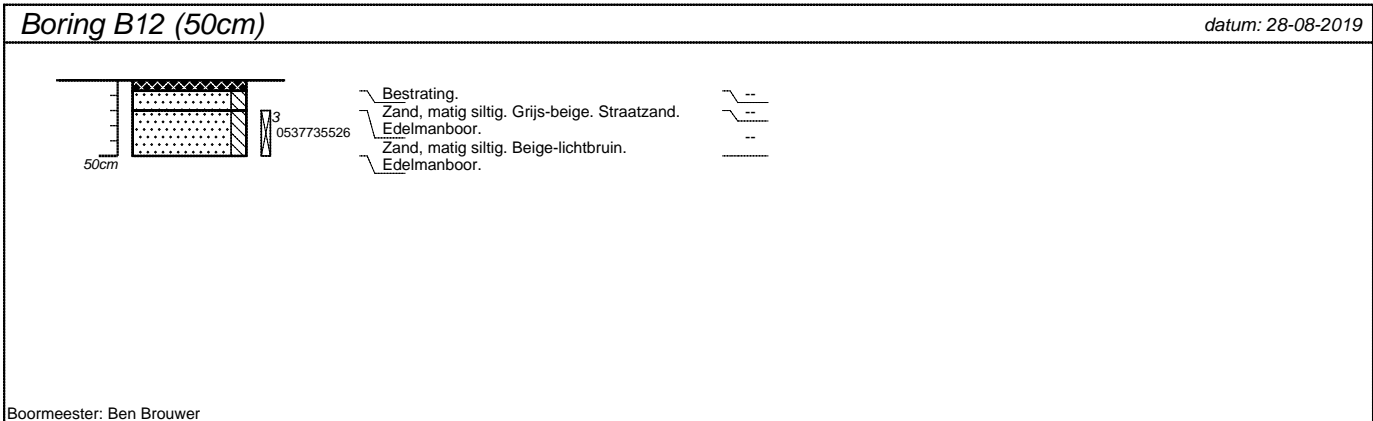 Boring B12 (50cm)
datum: 28-08-2019
Bestrating.
--
Zand, matig siltig. Grijs-beige. Straatzand.
Edelmanboor.
--
Zand, matig siltig. Beige-lichtbruin.
Edelmanboor.
--
3
0537735526
50cm
Boormeester: Ben Brouwer